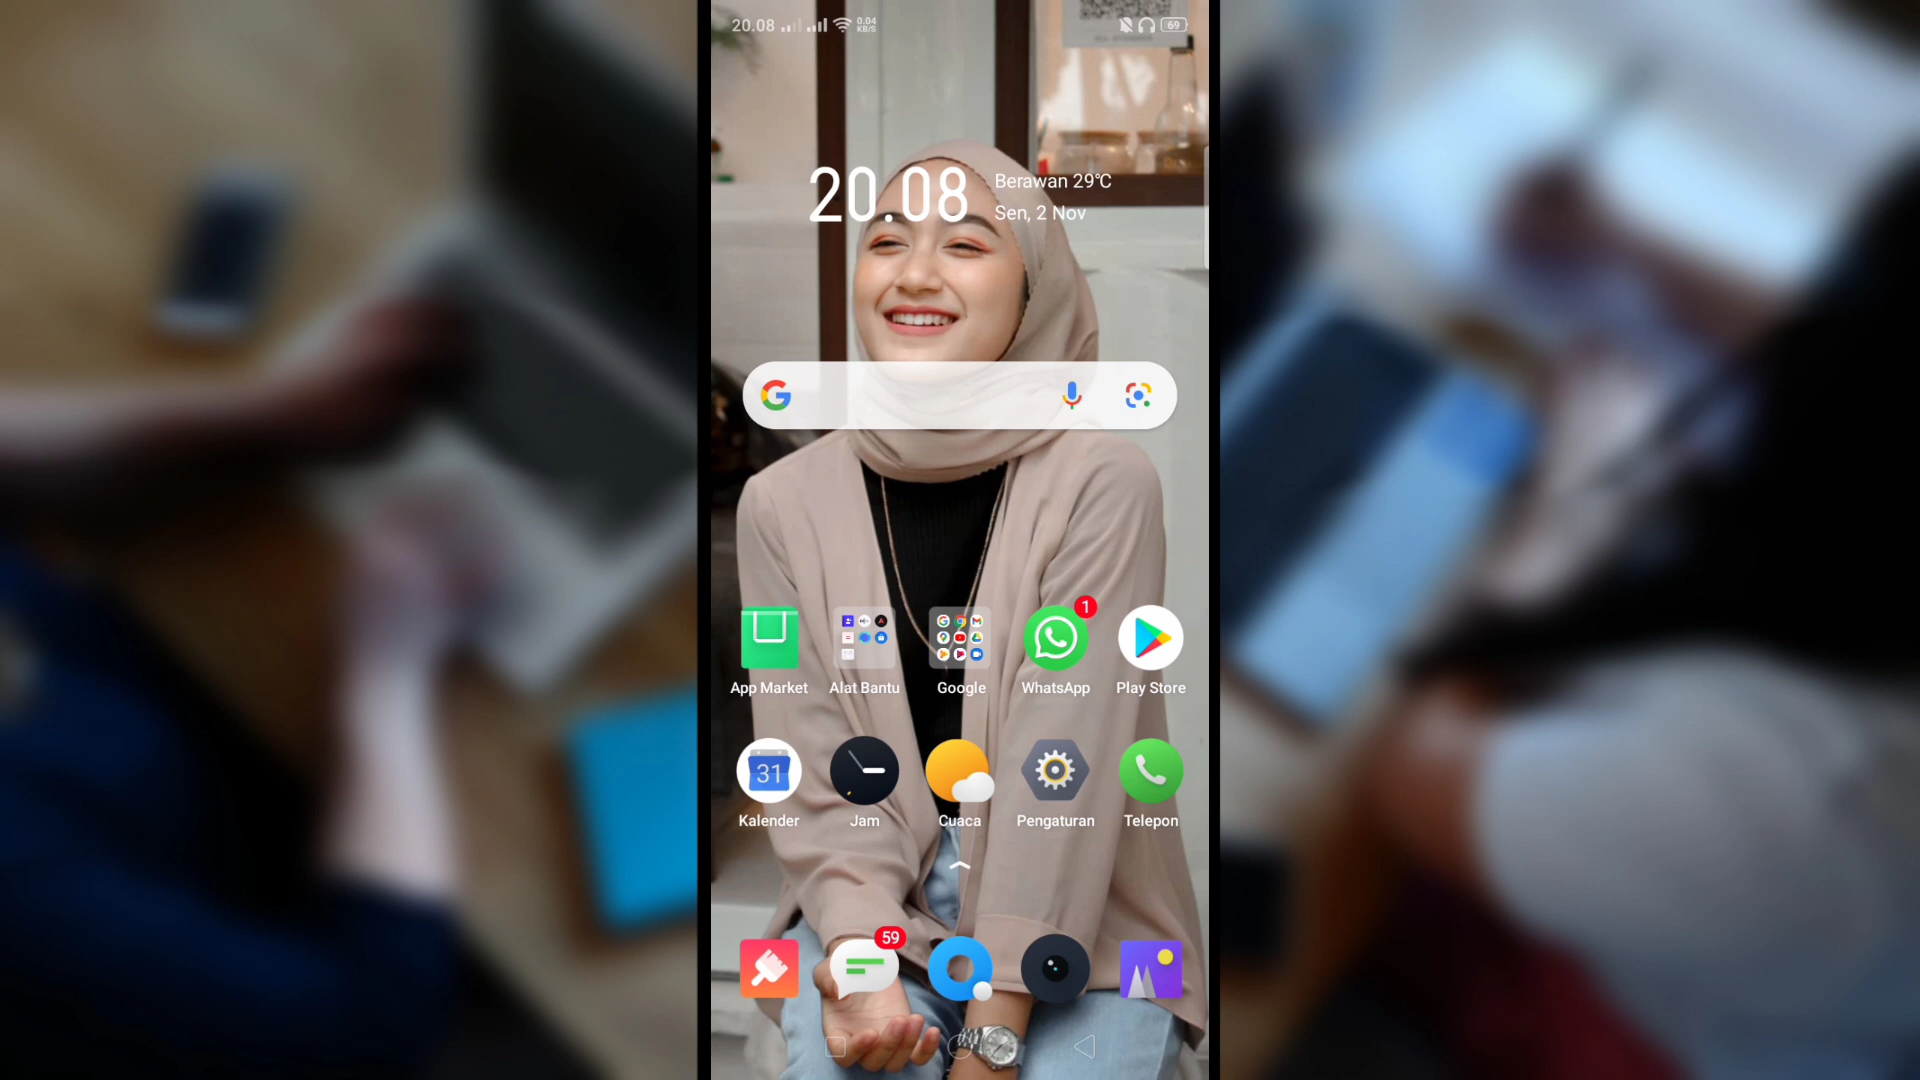 20.08
0.04
KB/S
69
20.08
Berawan 29℃
Sen, 2 Nov
1
App Market
Alat Bantu
Google
WhatsApp
Play Store
31
Kalender
Jam
Cuaca
Pengaturan
Telepon
59